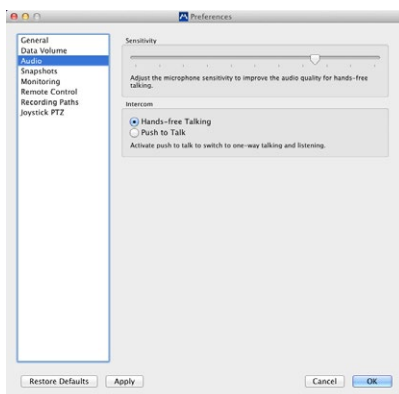 Preferences
General
Data Volume
Audio
Snapshots
Monitoring
Remote Control
Recording Paths
Joystick PTZ
Sensitivity
Adjust the microphone sensitivity to improve the audio quality for hands-free
talking.
Intercom
Hands-free Talking
Push to Talk
Activate push to talk to switch to one-way talking and listening.
Restore Defaults
Apply
Cancel
OK